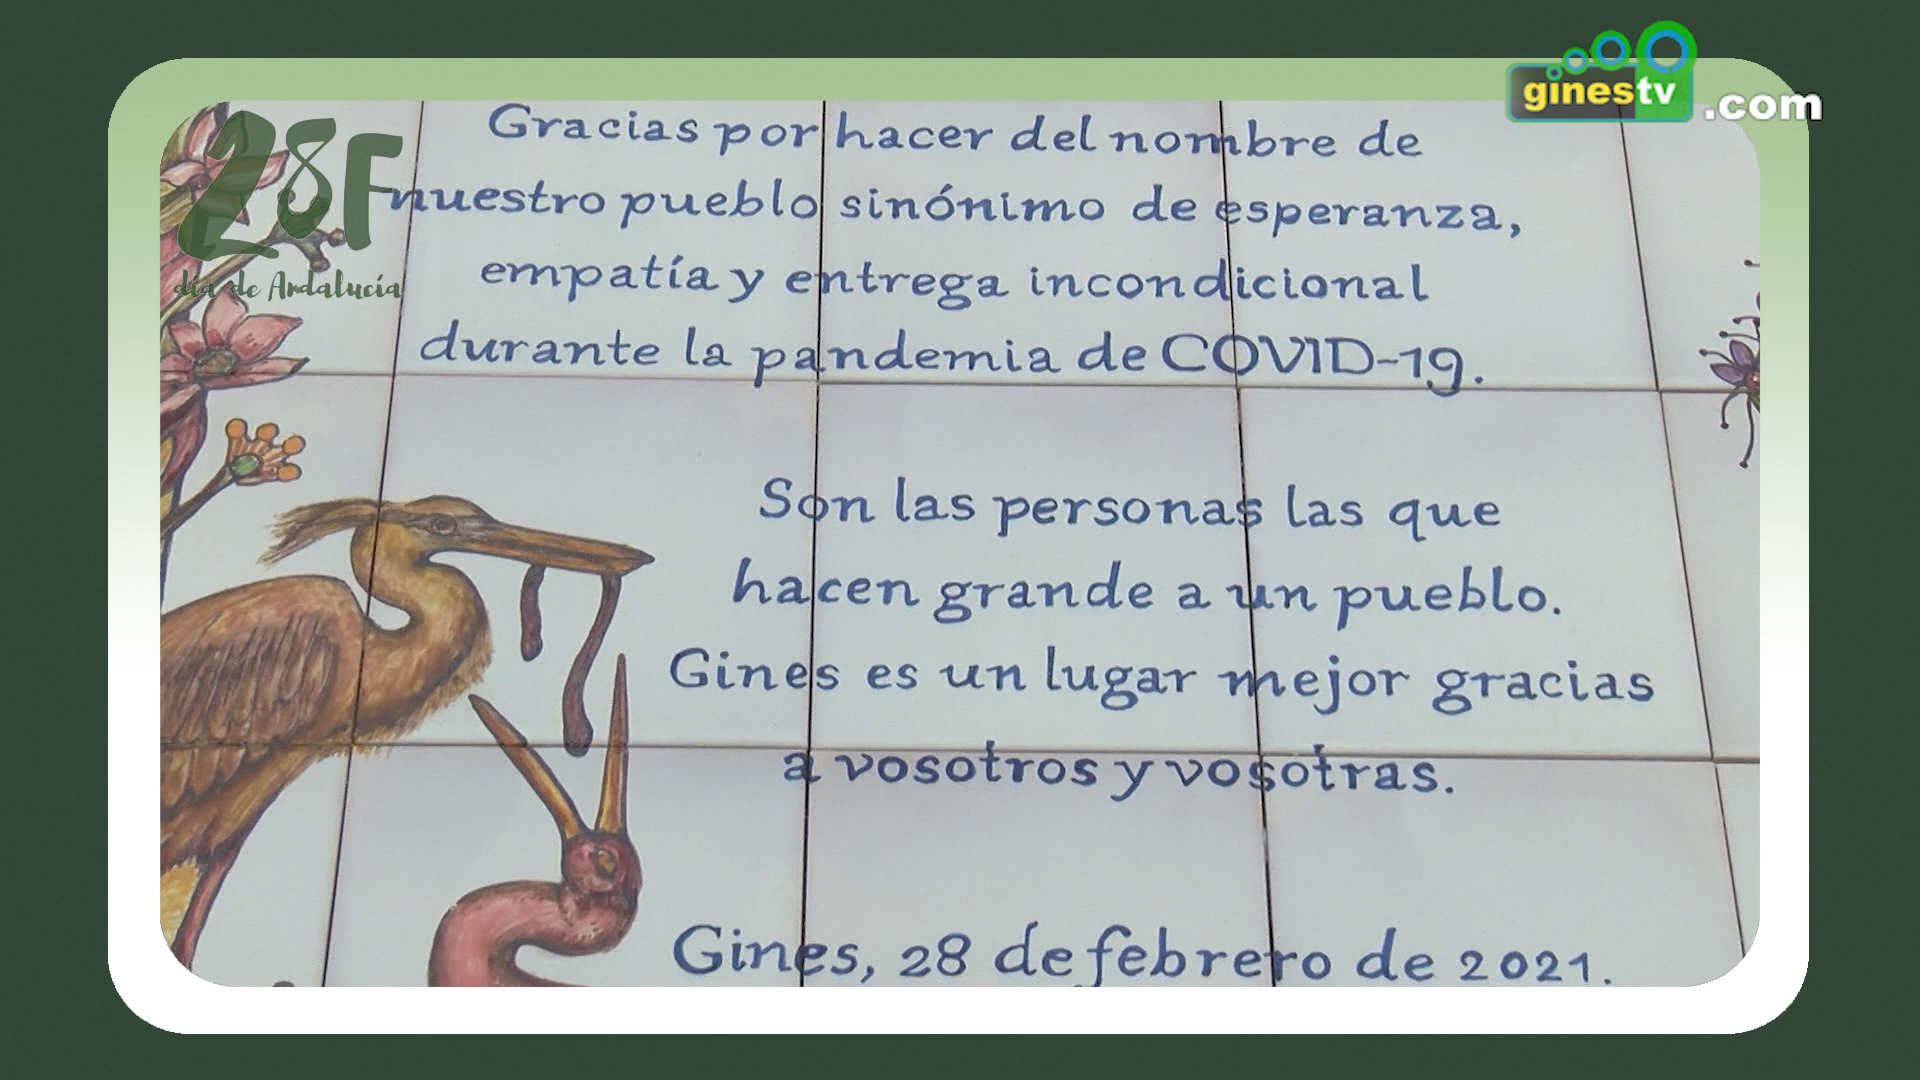 ginestv.com
28F
día de Andalucía
Gracias por hacer del nombre de
nuestro pueblo sinónimo de esperanza,
empatía y entrega incondicional
durante la pandemia de COVID-19.
Son las personas las que
hacen grande a un pueblo.
Gines es un lugar mejor gracias
a vosotros y vosotras.
Gines, 28 de febrero de 2021.